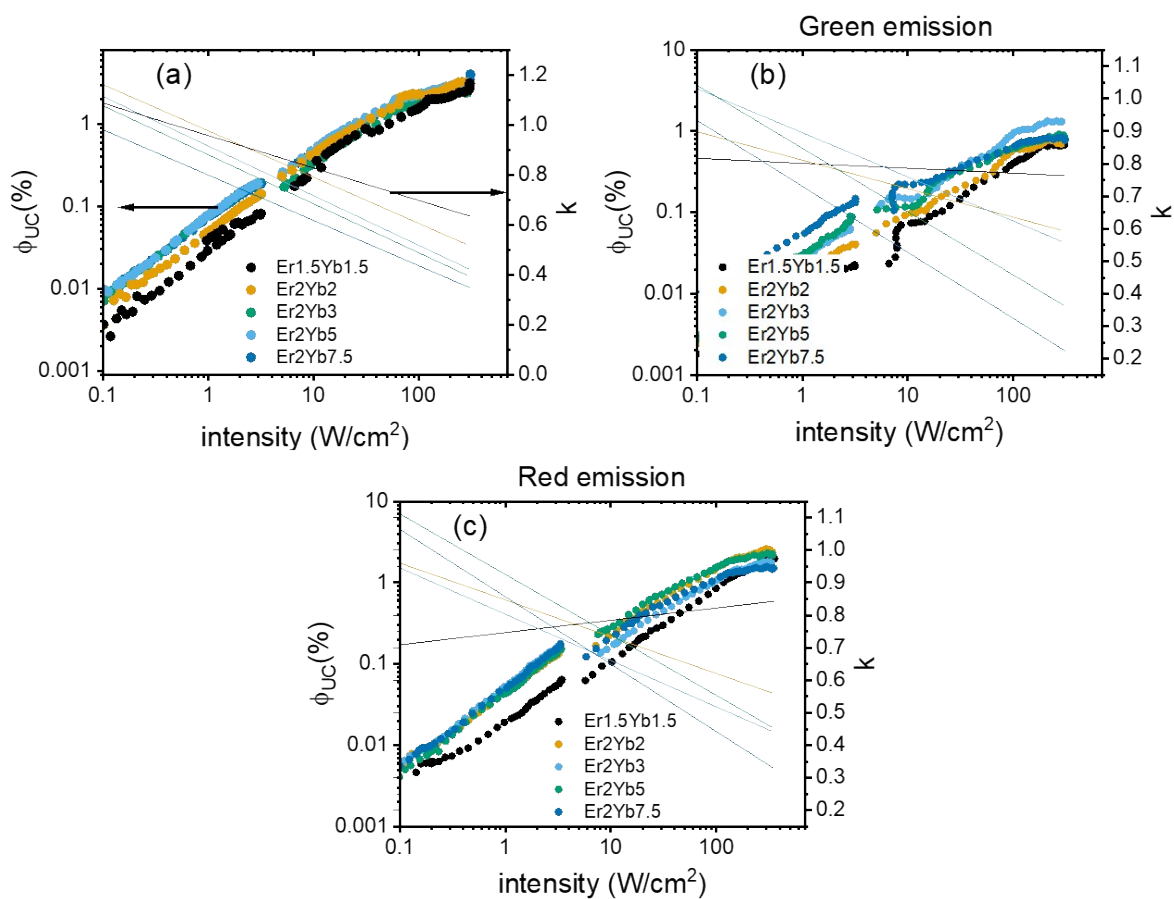 Green emission
(a)
10
1
0.1
0.01
0.001
ϕUC(%)
1.2
1.0
0.8
0.6
0.4
0.2
0.0
k
Er1.5Yb1.5
Er2Yb2
Er2Yb3
Er2Yb5
Er2Yb7.5
0.1 1 10 100
intensity (W/cm²)
(b)
10
1
0.1
0.01
0.001
ϕUC(%)
1.1
1.0
0.9
0.8
0.7
0.6
0.5
0.4
0.3
0.2
k
Er1.5Yb1.5
Er2Yb2
Er2Yb3
Er2Yb5
Er2Yb7.5
0.1 1 10 100
intensity (W/cm²)
Red emission
(c)
10
1
0.1
0.01
0.001
ϕUC(%)
1.1
1.0
0.9
0.8
0.7
0.6
0.5
0.4
0.3
0.2
k
Er1.5Yb1.5
Er2Yb2
Er2Yb3
Er2Yb5
Er2Yb7.5
0.1 1 10 100
intensity (W/cm²)